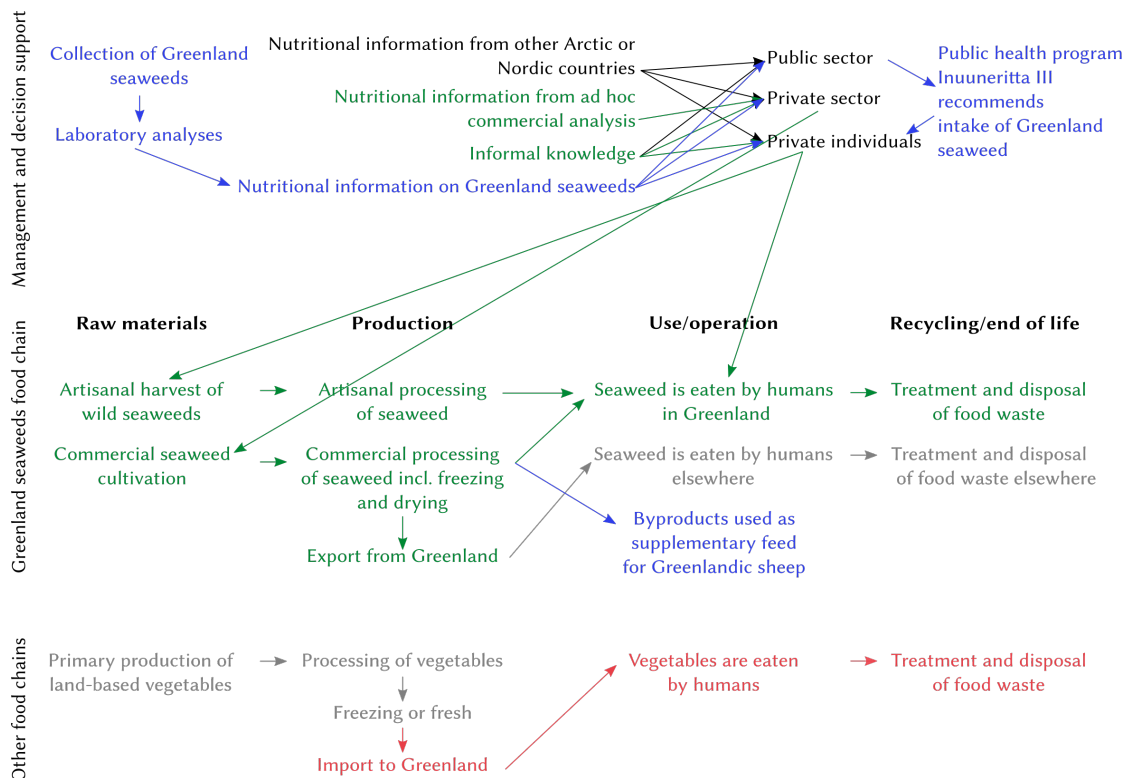 Management and decision support
Collection of Greenland
seaweeds
Laboratory analyses
Nutritional information from other Arctic or
Nordic countries
Nutritional information from ad hoc
commercial analysis
Informal knowledge
Nutritional information on Greenland seaweeds
Public sector
Private sector
Private individuals
Public health program
Inuuneritta III
recommends
intake of Greenland
seaweed
Greenland seaweeds food chain
Raw materials
Production
Use/operation
Recycling/end of life
Artisanal harvest of
wild seaweeds
Artisanal processing
of seaweed
Seaweed is eaten by humans
in Greenland
Treatment and disposal
of food waste
Commercial seaweed
cultivation
Commercial processing
of seaweed incl. freezing
and drying
Export from Greenland
Seaweed is eaten by humans
elsewhere
Treatment and disposal
of food waste elsewhere
Byproducts used as
supplementary feed
for Greenlandic sheep
Other food chains
Primary production of
land-based vegetables
Processing of vegetables
Freezing or fresh
Import to Greenland
Vegetables are eaten
by humans
Treatment and disposal
of food waste